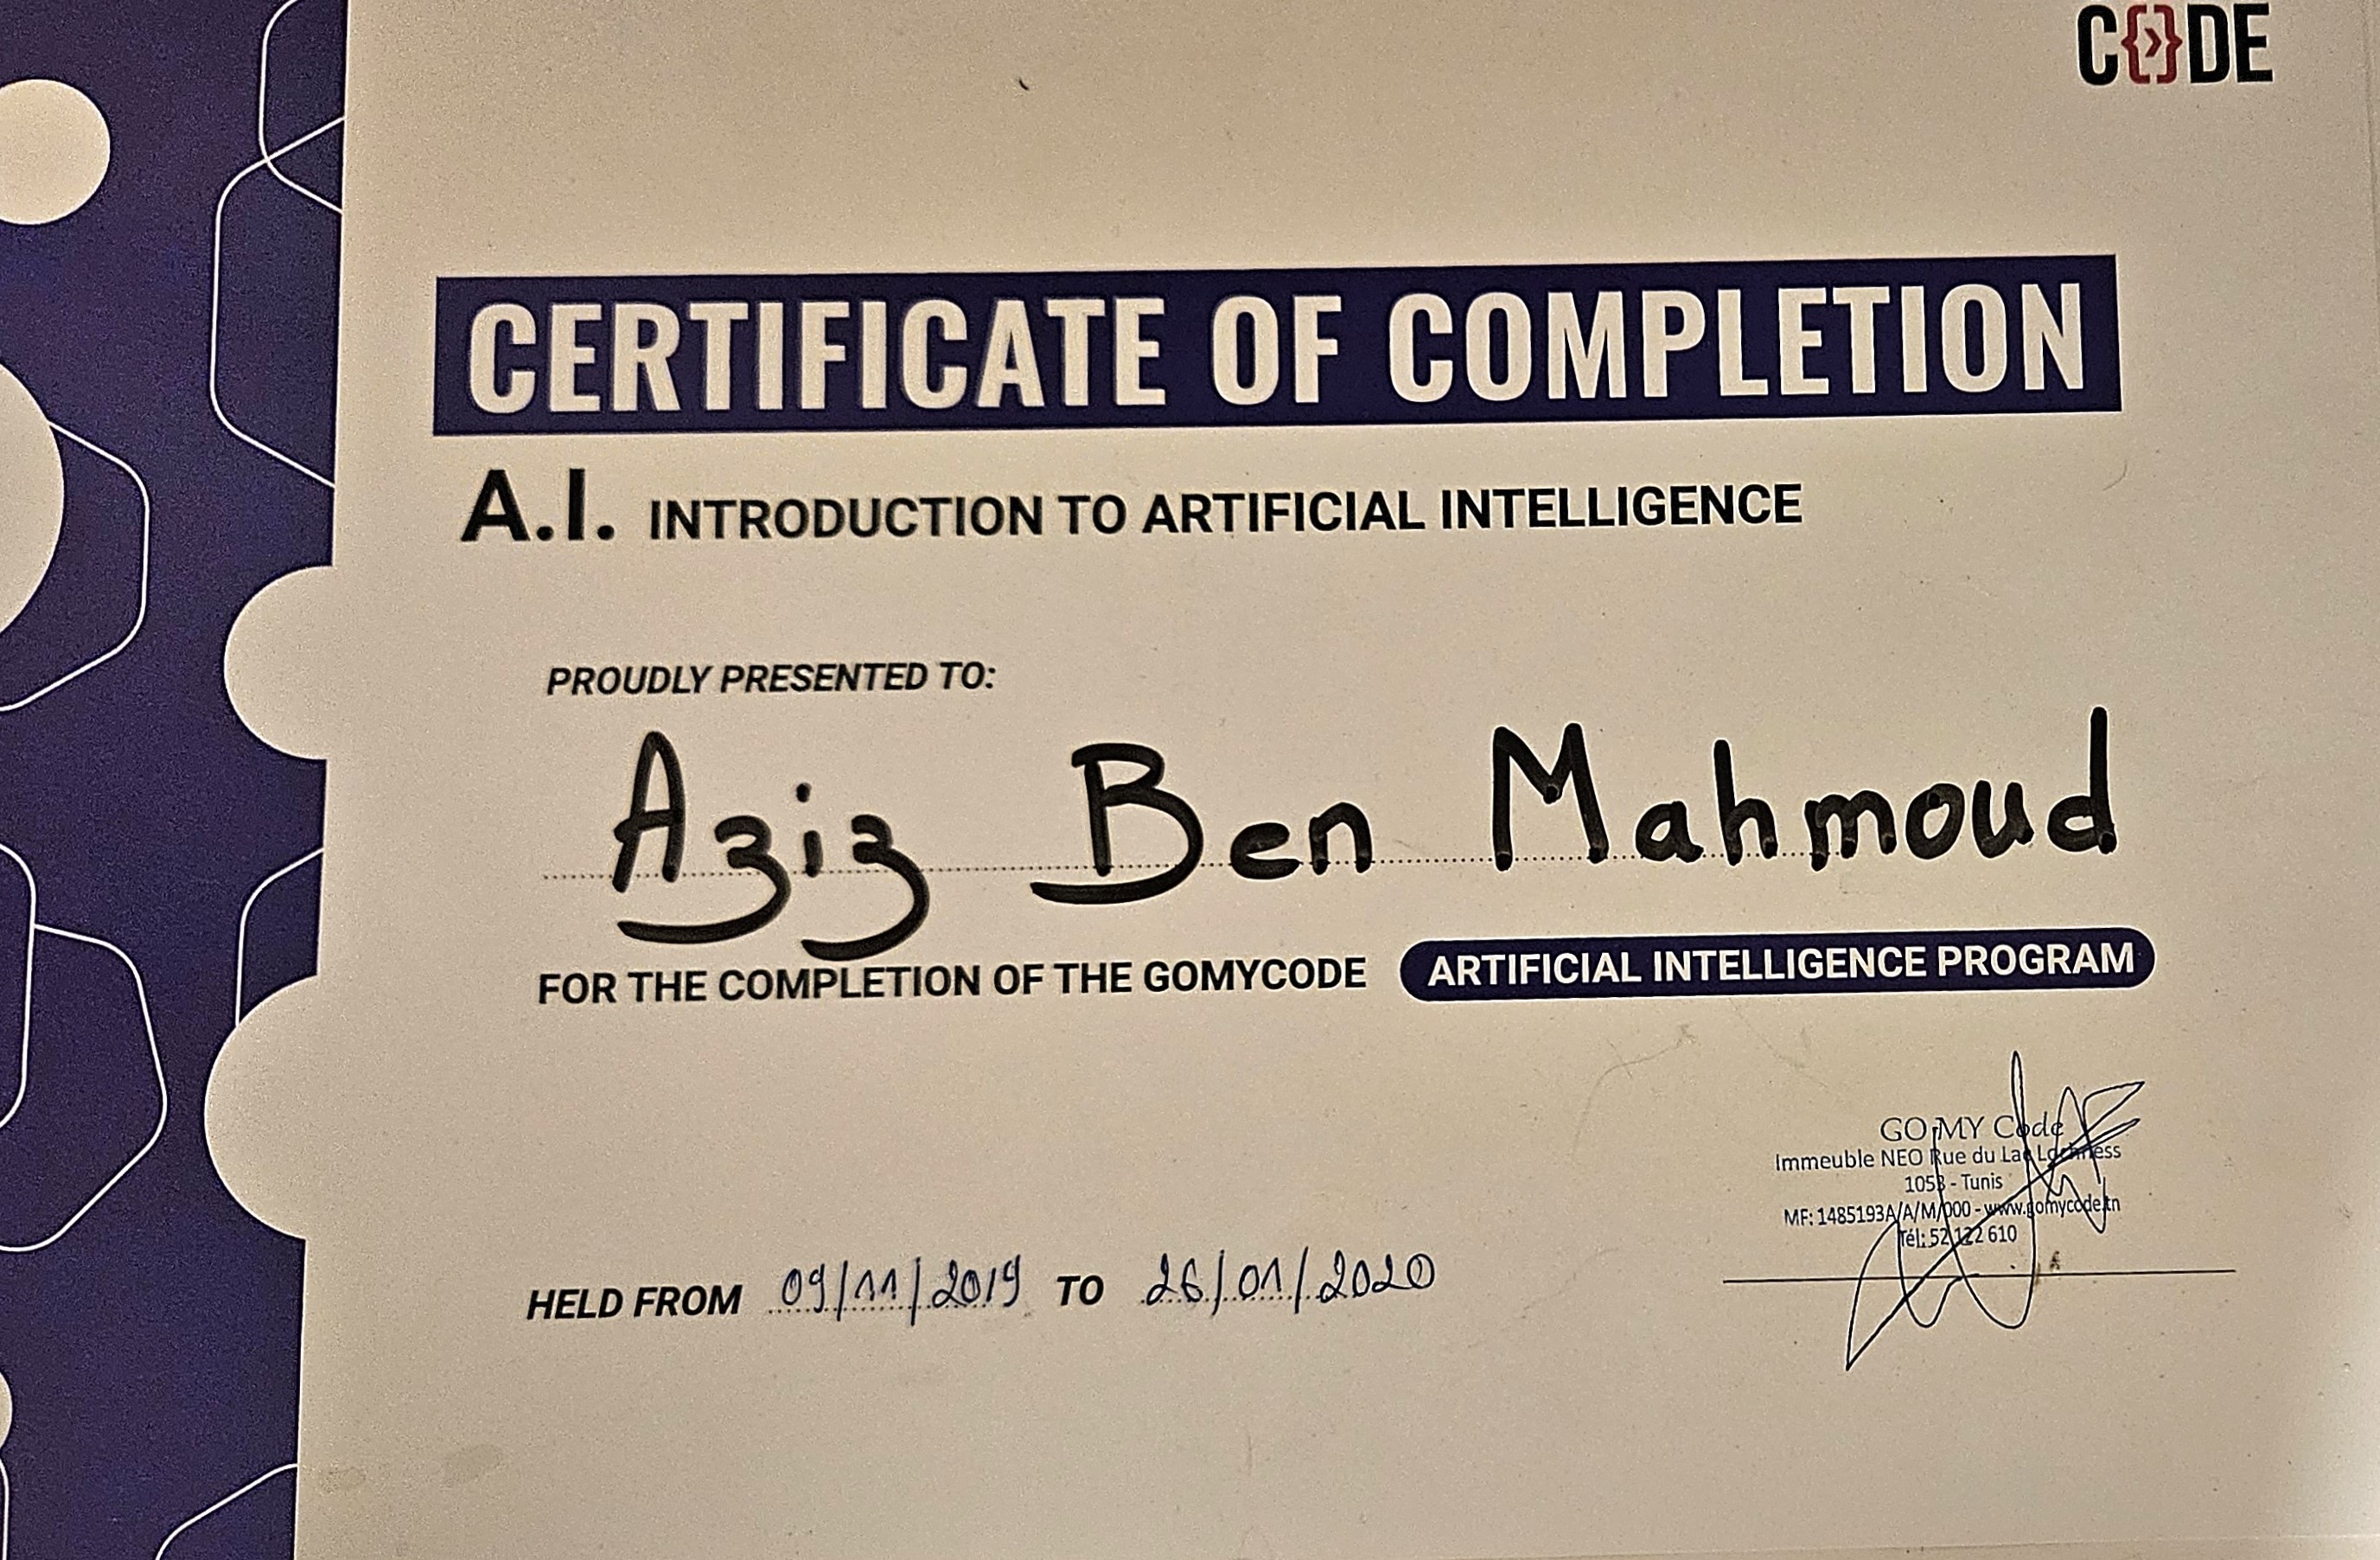 C{›}DE
CERTIFICATE OF COMPLETION
A.I. INTRODUCTION TO ARTIFICIAL INTELLIGENCE
PROUDLY PRESENTED TO:
Aziz Ben Mahmoud
FOR THE COMPLETION OF THE GOMYCODE ARTIFICIAL INTELLIGENCE PROGRAM
GO MY Code
Immeuble NEO Rue du Lac Lochness
1053 - Tunis
MF: 1485193A/A/M/000 - www.gomycode.tn
Tél: 52 122 610
HELD FROM 09/11/2019 TO 26/01/2020